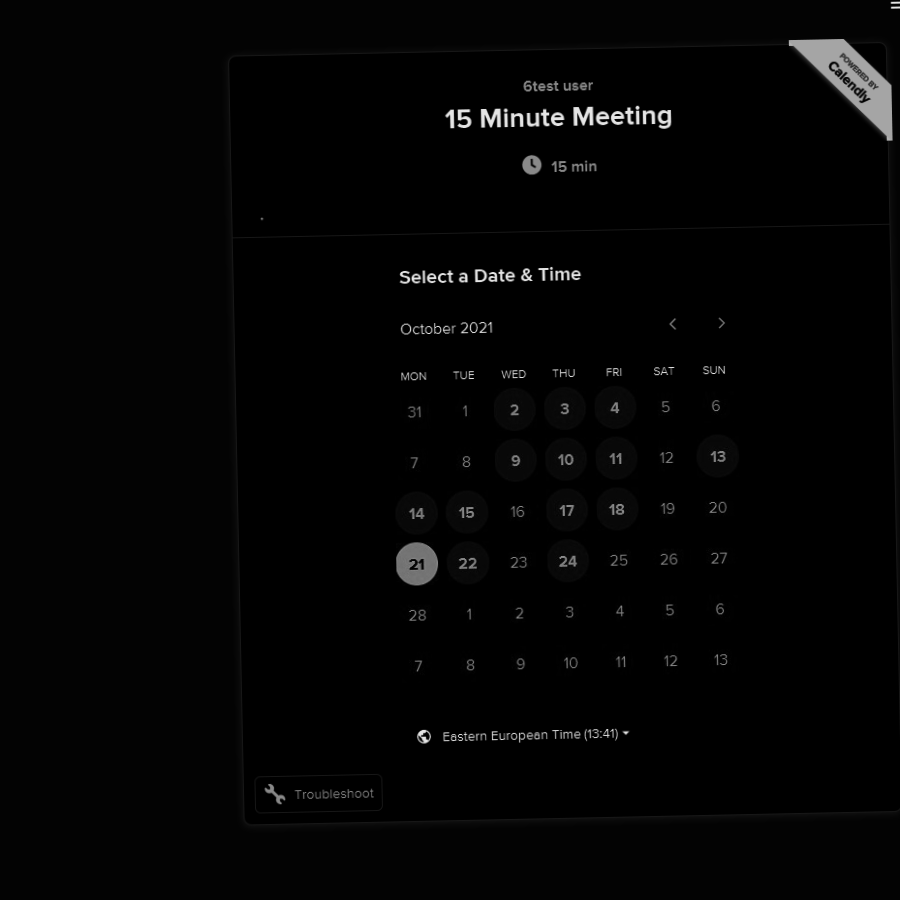 POWERED BY
Calendly
6test user
15 Minute Meeting
15 min
Select a Date & Time
October 2021
MON TUE WED THU FRI SAT SUN
31 1 2 3 4 5 6
7 8 9 10 11 12 13
14 15 16 17 18 19 20
21 22 23 24 25 26 27
28 1 2 3 4 5 6
7 8 9 10 11 12 13
Eastern European Time (13:41)
Troubleshoot